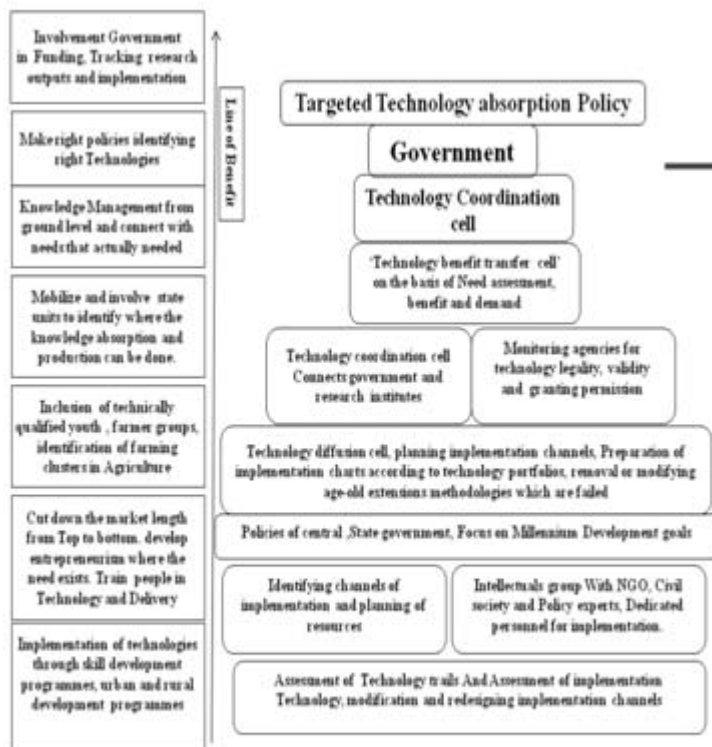 Involvement Government
in Funding, Tracking research
outputs and implementation
Make right policies identifying
right Technologies
Knowledge Management from
ground level and connect with
needs that actually needed
Mobilize and involve state
units to identify where the
knowledge absorption and
production can be done.
Inclusion of technically
qualified youth , farmer groups,
identification of farming
clusters in Agriculture
Cut down the market length
from Top to bottom. develop
entrepreneurism where the
need exists. Train people in
Technology and Delivery
Implementation of technologies
through skill development
programmes, urban and rural
development programmes
Line of Benefit
Targeted Technology absorption Policy
Government
Technology Coordination
cell
'Technology benefit transfer cell'
on the basis of Need assessment,
benefit and demand
Technology coordination cell
Connects government and
research institutes
Monitoring agencies for
technology legality, validity
and granting permission
Technology diffusion cell, planning implementation channels, Preparation of
implementation charts according to technology portfolios, removal or modifying
age-old extensions methodologies which are failed
Policies of central ,State government, Focus on Millennium Development goals
Identifying channels of
implementation and planning of
resources
Intellectuals group With NGO, Civil
society and Policy experts, Dedicated
personnel for implementation.
Assessment of Technology trails And Assessment of implementation
Technology, modification and redesigning implementation channels